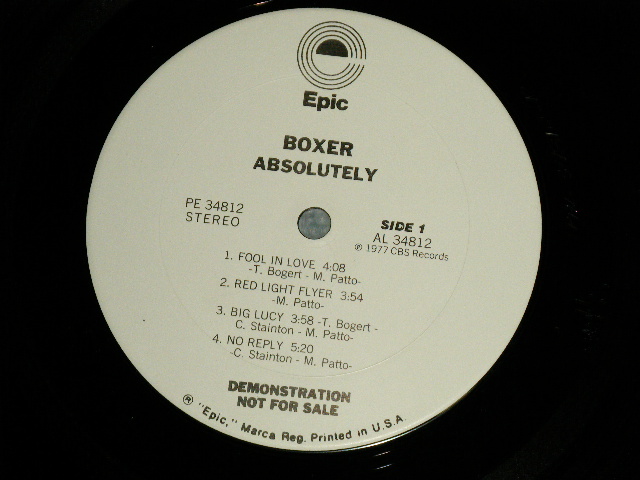 Epic
BOXER
ABSOLUTELY
PE 34812
STEREO
SIDE 1
AL 34812
℗ 1977 CBS Records
1. FOOL IN LOVE 4:08
-T. Bogert - M. Patto-
2. RED LIGHT FLYER 3:54
-M. Patto-
3. BIG LUCY 3:58 -T. Bogert -
C. Stainton - M. Patto-
4. NO REPLY 5:20
-C. Stainton - M. Patto-
DEMONSTRATION
NOT FOR SALE
® "Epic," Marca Reg. Printed in U.S.A.